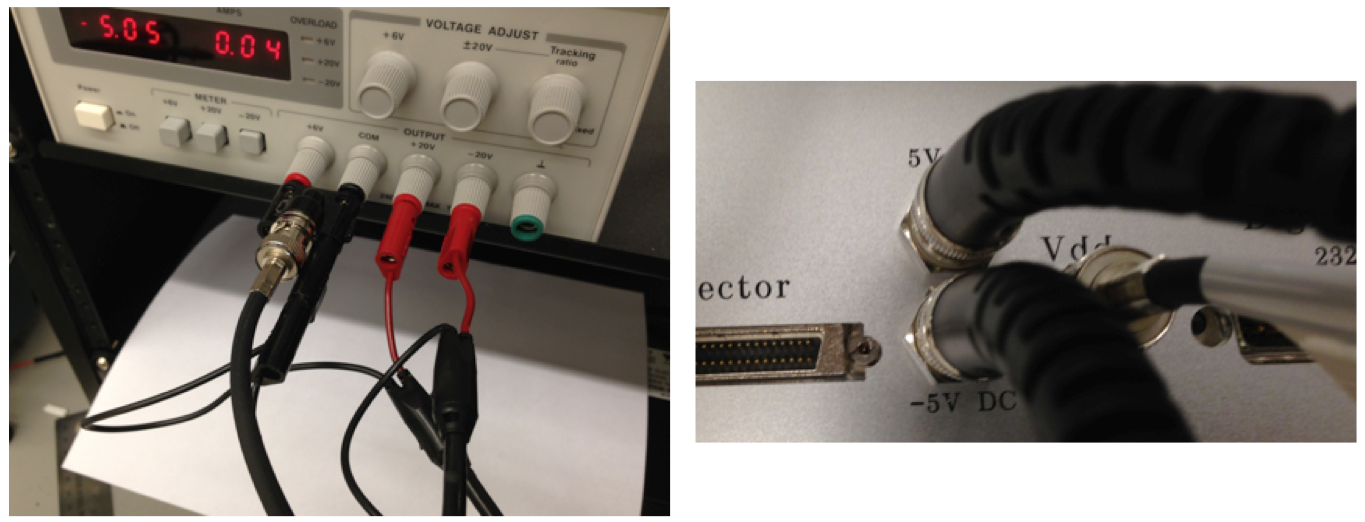 AMPS
- 5.05 0.04
OVERLOAD
+6V
+20V
-20V
VOLTAGE ADJUST
+6V
±20V
Tracking
ratio
Power
On
METER
+6V
+20V
-20V
OUTPUT
+6V
COM
+20V
-20V
MAX
5V
Vdd
232
ector
-5V DC